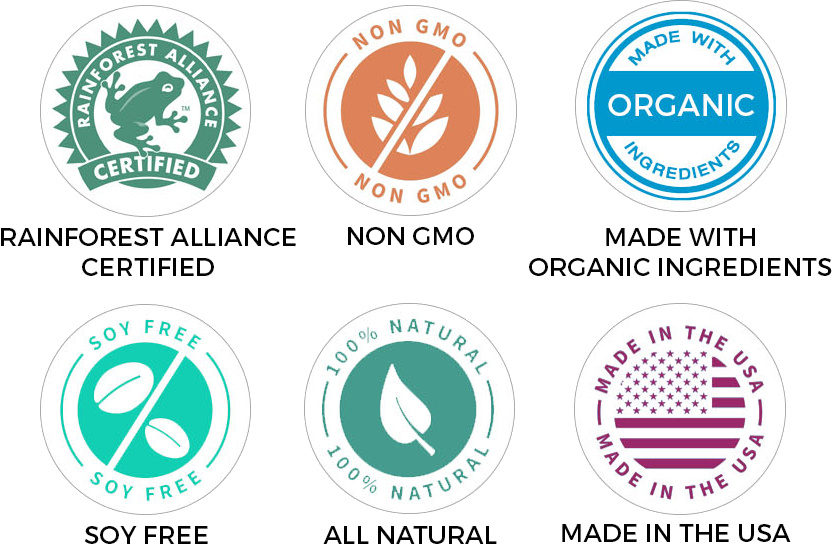 RAINFOREST ALLIANCE
TM
CERTIFIED
NON GMO
NON GMO
MADE WITH
ORGANIC
INGREDIENTS
RAINFOREST ALLIANCE
CERTIFIED
NON GMO
MADE WITH
ORGANIC INGREDIENTS
SOY FREE
SOY FREE
100% NATURAL
100% NATURAL
MADE IN THE USA
MADE IN THE USA
SOY FREE
ALL NATURAL
MADE IN THE USA